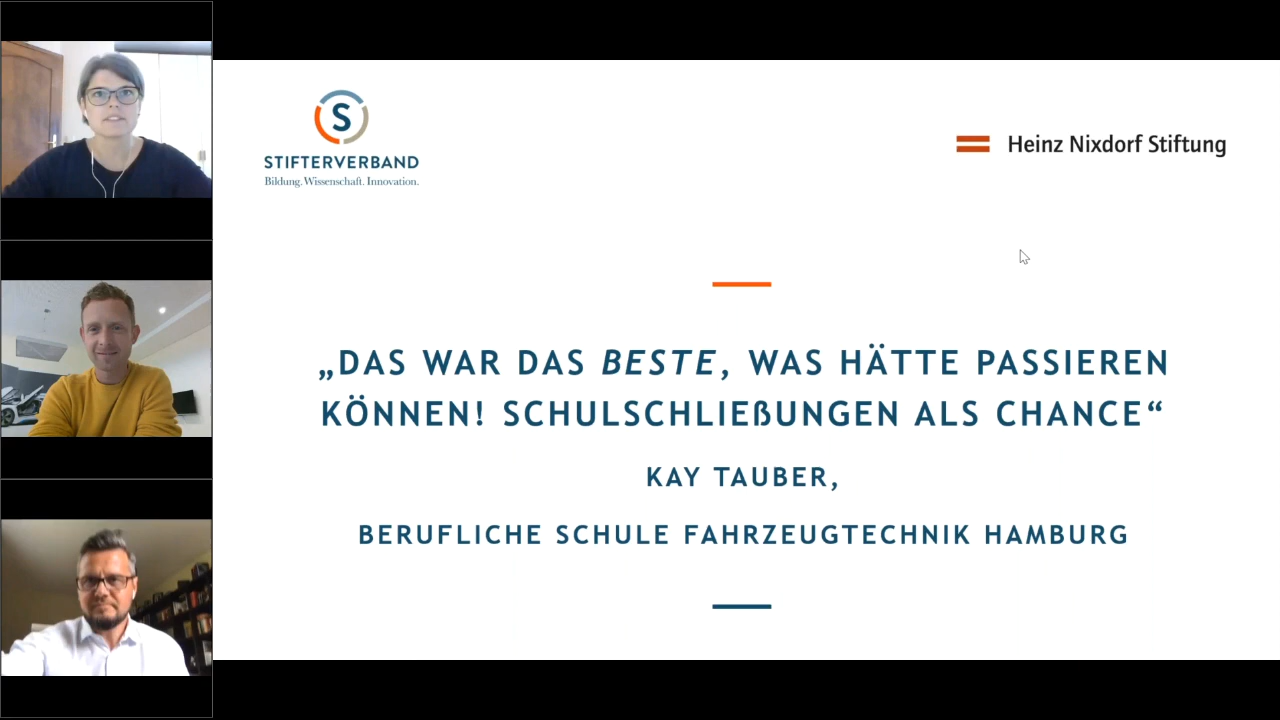 STIFTERVERBAND
Bildung. Wissenschaft. Innovation.
Heinz Nixdorf Stiftung
„DAS WAR DAS BESTE, WAS HÄTTE PASSIEREN
KÖNNEN! SCHULSCHLIEßUNGEN ALS CHANCE“
KAY TAUBER,
BERUFLICHE SCHULE FAHRZEUGTECHNIK HAMBURG